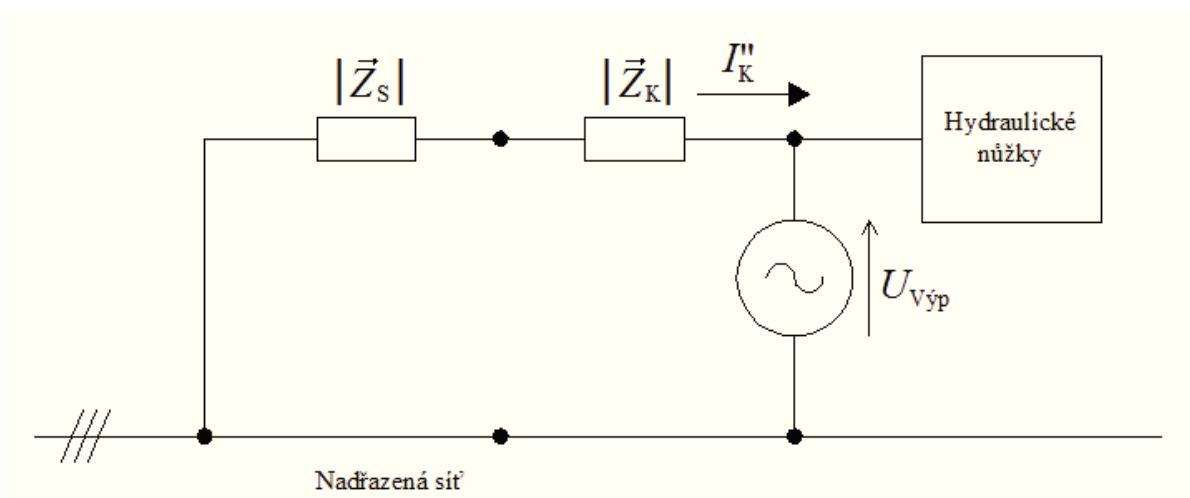 |Z⃗S| |Z⃗K| I"K
Hydraulické
nůžky
UVýp
Nadřazená síť